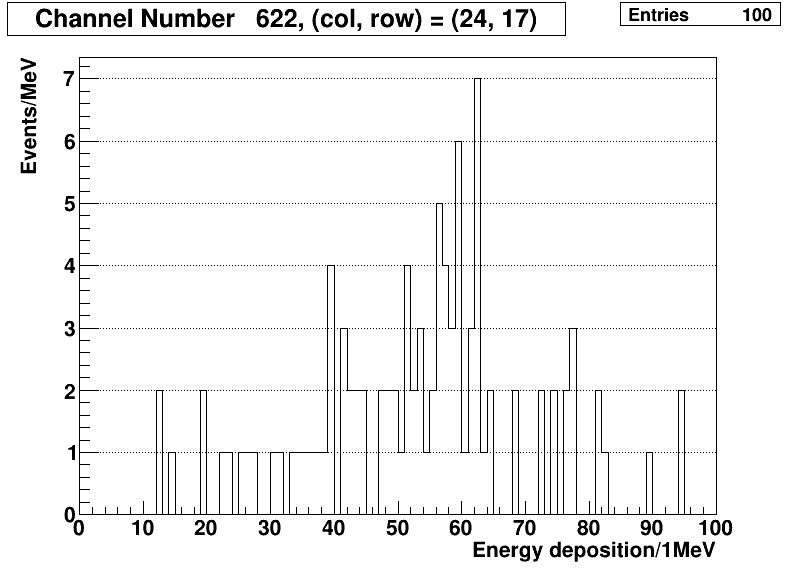 Channel Number 622, (col, row) = (24, 17)
Entries 100
Events/MeV
7
6
5
4
3
2
1
0
0 10 20 30 40 50 60 70 80 90 100
Energy deposition/1MeV